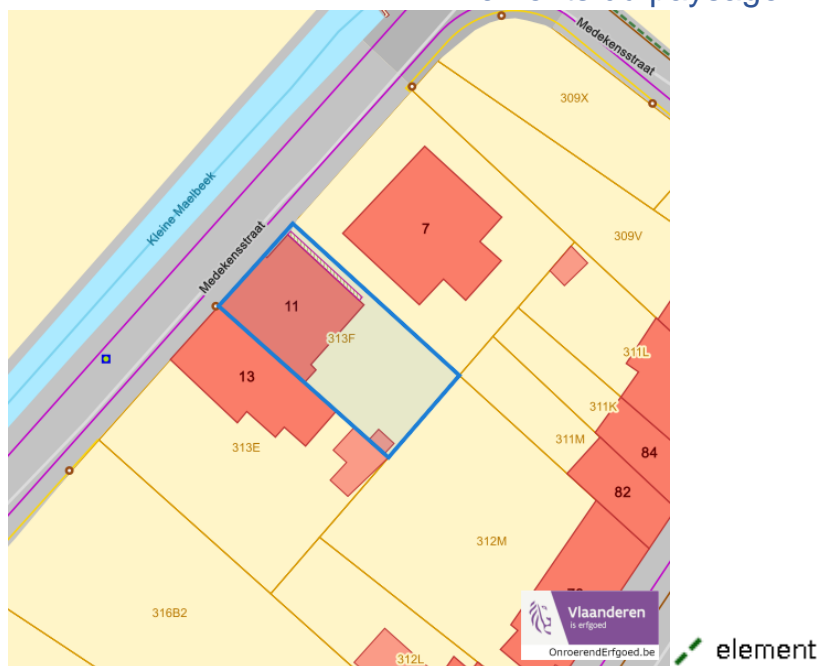 Medekensstraat
309X
Kleine Maelbeek
7
309V
Medekensstraat
11
313F
311L
13
311K
313E
311M
84
82
312M
316B2
312L
Vlaanderen
is erfgoed
OnroerendErfgoed.be
element